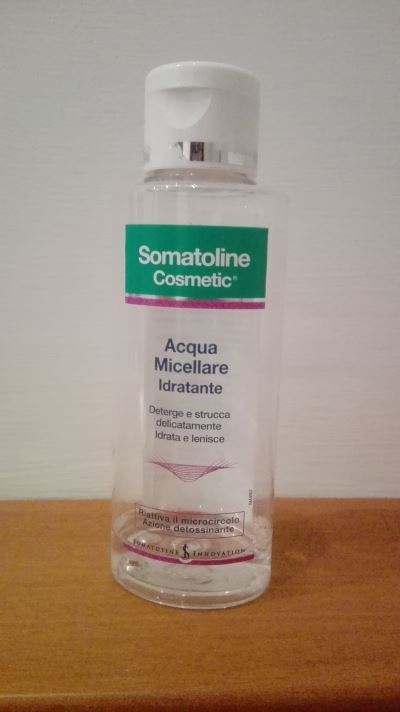 Somatoline
Cosmetic®
Acqua
Micellare
Idratante
Deterge e strucca
delicatamente
Idrata e lenisce
Riattiva il microcircolo
Azione detossinante
SOMATOLINE INNOVATION